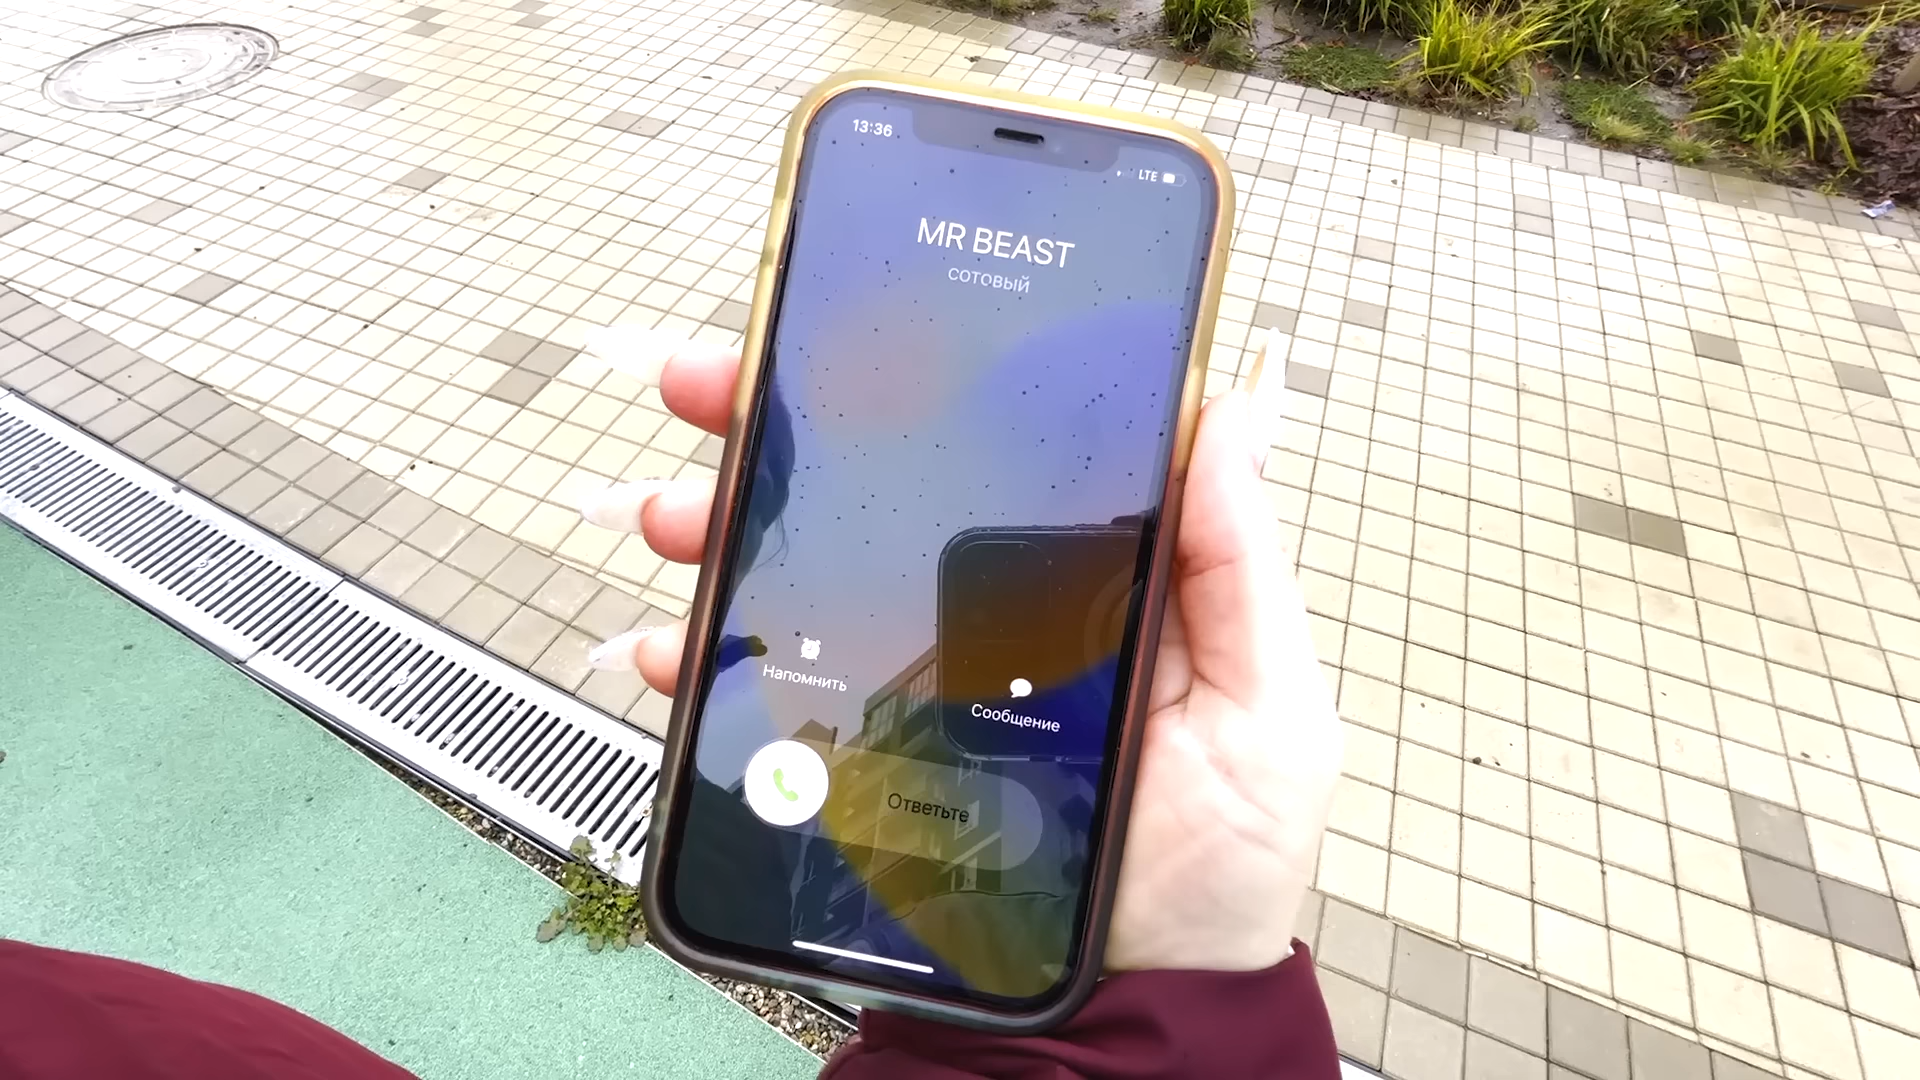 13:36
LTE
MR BEAST
сотовый
Напомнить
Сообщение
Ответьте